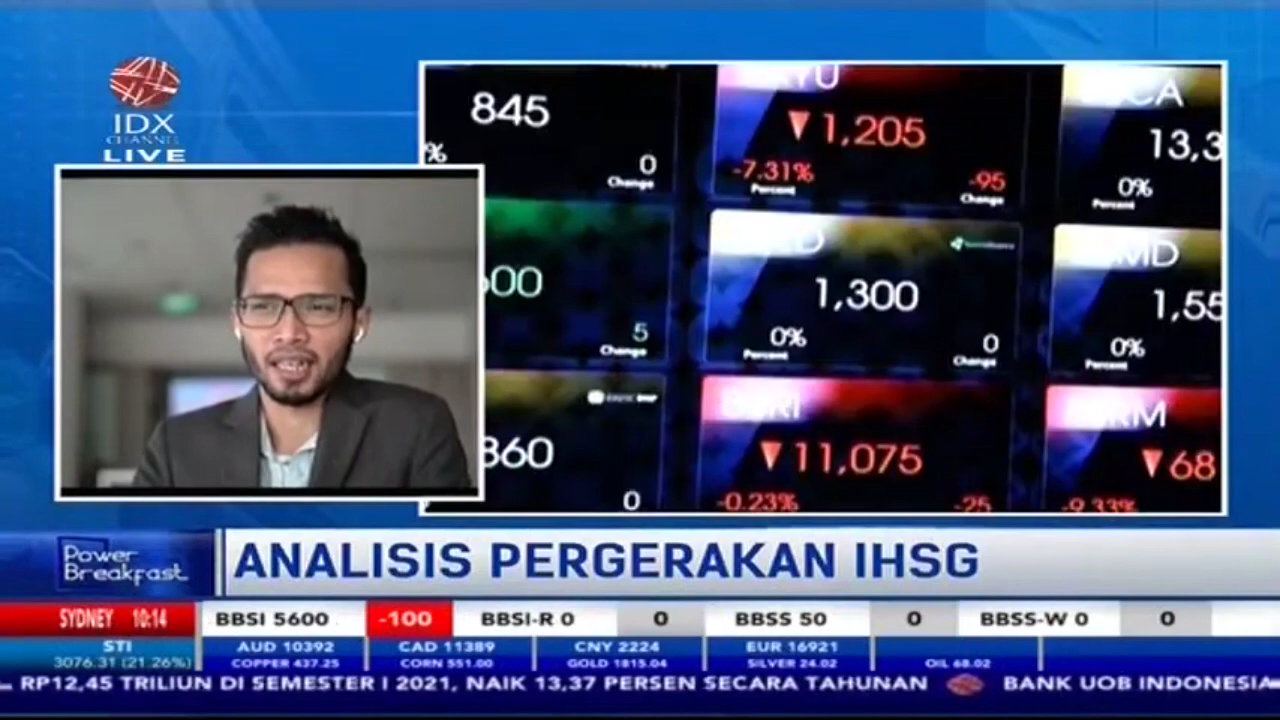 IDX
CHANNEL
LIVE
845
0
Change
%
▼1,205
-7.31%
Percent
-95
Change
13,3
0%
Percent
00
5
Change
1,300
0%
Percent
0
Change
1,55
0%
Percent
860
0
▼11,075
-0.23%
-25
▼68
-9.33%
Power
Breakfast
ANALISIS PERGERAKAN IHSG
SYDNEY 10:14
BBSI 5600 -100 BBSI-R 0 0 BBSS 50 0 BBSS-W 0 0
STI
3076.31 (21.26%)
AUD 10392 CAD 11389 CNY 2224 EUR 16921
COPPER 437.25 CORN 551.00 GOLD 1815.04 SILVER 24.02 OIL 68.02
RP12,45 TRILIUN DI SEMESTER I 2021, NAIK 13,37 PERSEN SECARA TAHUNAN BANK UOB INDONESIA